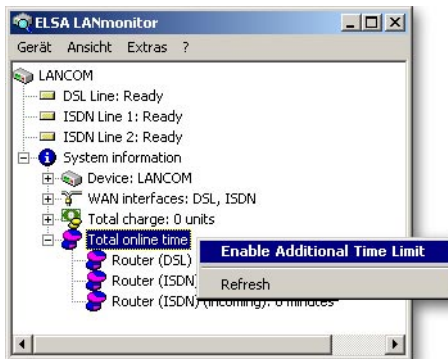 ELSA LANmonitor
Gerät Ansicht Extras ?
LANCOM
DSL Line: Ready
ISDN Line 1: Ready
ISDN Line 2: Ready
System information
Device: LANCOM
WAN interfaces: DSL, ISDN
Total charge: 0 units
Total online time
Enable Additional Time Limit
Router (DSL)
Router (ISDN)
Refresh
Router (ISDN) (incoming): 0 minutes